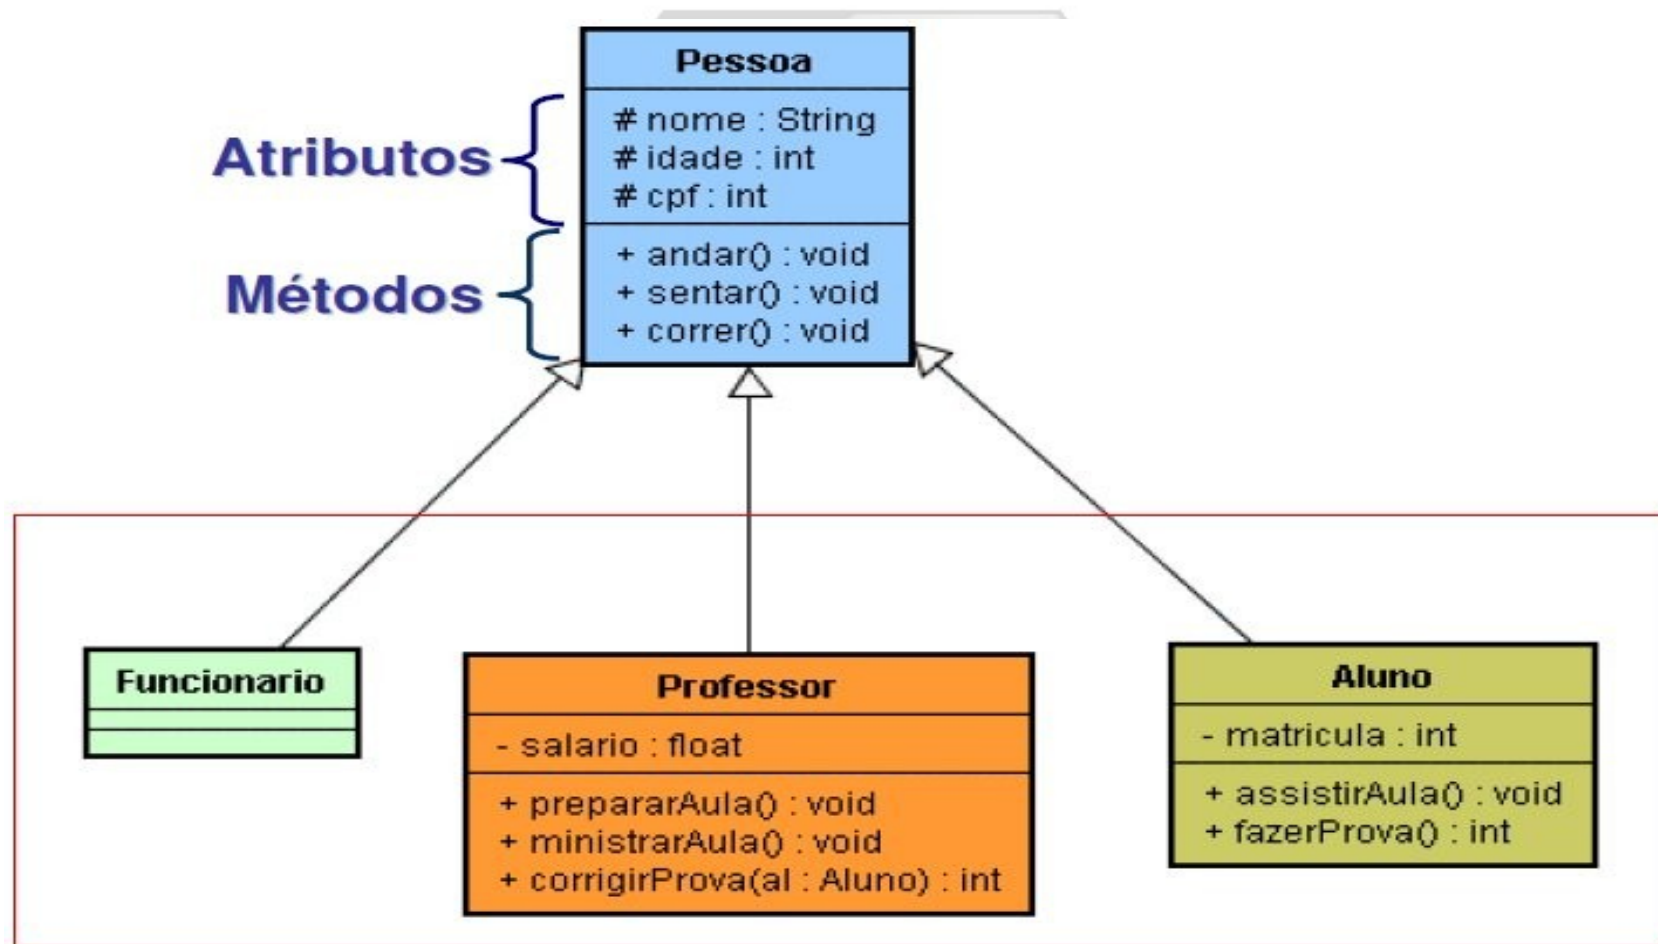 Pessoa
Atributos
# nome : String
# idade : int
# cpf : int
Métodos
+ andar() : void
+ sentar() : void
+ correr() : void
Funcionario
Professor
- salario : float
+ prepararAula() : void
+ ministrarAula() : void
+ corrigirProva(al : Aluno) : int
Aluno
- matricula : int
+ assistirAula() : void
+ fazerProva() : int